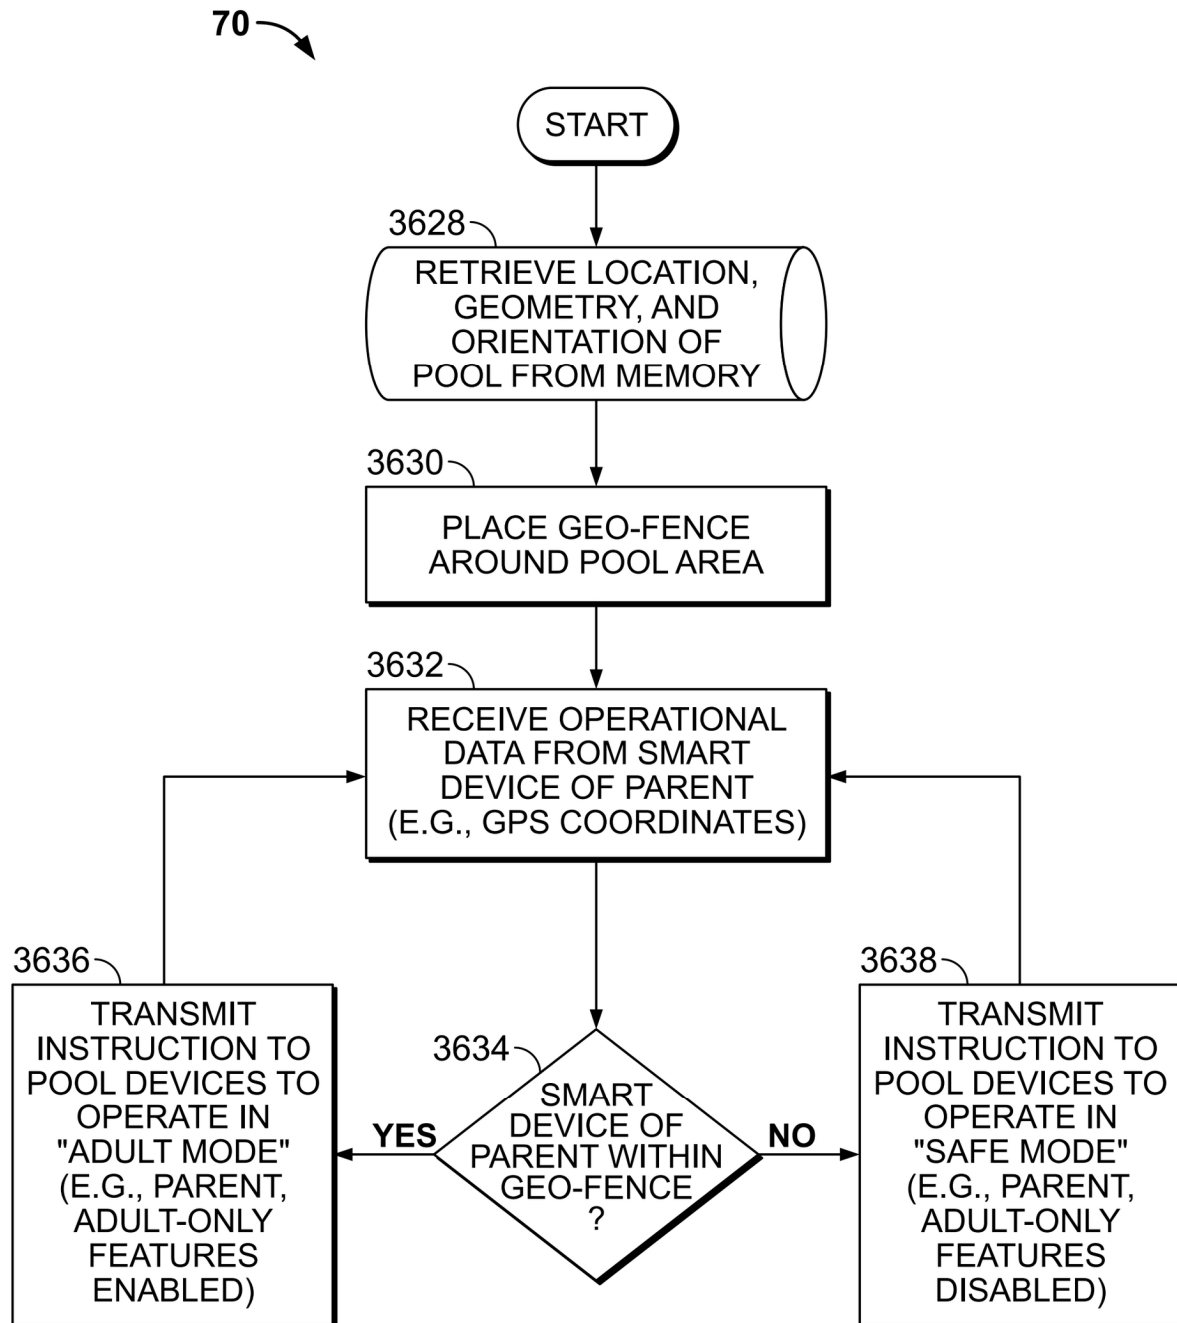 70
START
3628
RETRIEVE LOCATION,
GEOMETRY, AND
ORIENTATION OF
POOL FROM MEMORY
3630
PLACE GEO-FENCE
AROUND POOL AREA
3632
RECEIVE OPERATIONAL
DATA FROM SMART
DEVICE OF PARENT
(E.G., GPS COORDINATES)
3634
SMART
DEVICE OF
PARENT WITHIN
GEO-FENCE
?
YES
NO
3636
TRANSMIT
INSTRUCTION TO
POOL DEVICES TO
OPERATE IN
"ADULT MODE"
(E.G., PARENT,
ADULT-ONLY
FEATURES
ENABLED)
3638
TRANSMIT
INSTRUCTION TO
POOL DEVICES TO
OPERATE IN
"SAFE MODE"
(E.G., PARENT,
ADULT-ONLY
FEATURES
DISABLED)